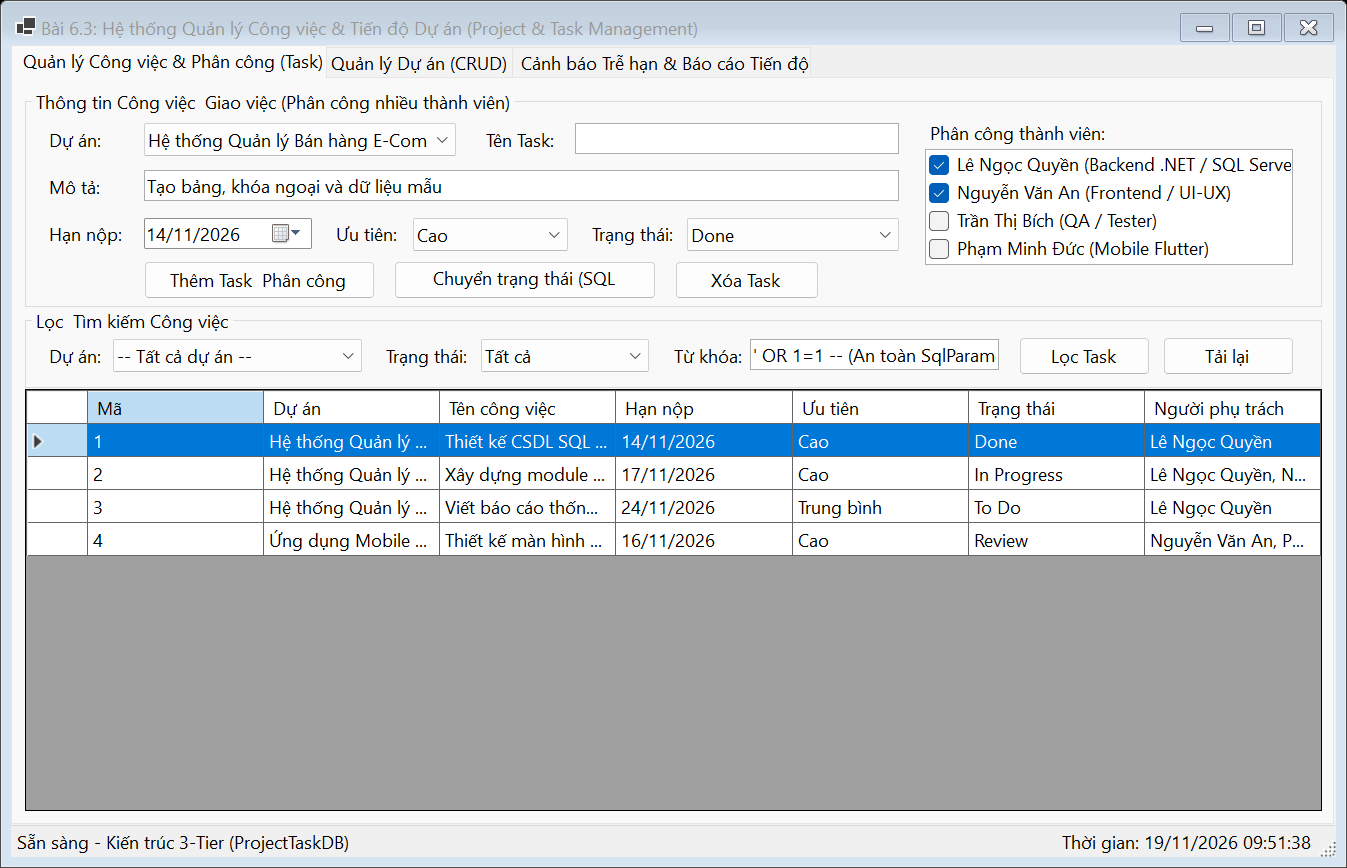 Bài 6.3: Hệ thống Quản lý Công việc & Tiến độ Dự án (Project & Task Management)
Quản lý Công việc & Phân công (Task) Quản lý Dự án (CRUD) Cảnh báo Trễ hạn & Báo cáo Tiến độ
Thông tin Công việc  Giao việc (Phân công nhiều thành viên)
Dự án: Hệ thống Quản lý Bán hàng E-Com Tên Task:
Phân công thành viên:
Lê Ngọc Quyền (Backend .NET / SQL Serve
Nguyễn Văn An (Frontend / UI-UX)
Trần Thị Bích (QA / Tester)
Phạm Minh Đức (Mobile Flutter)
Mô tả: Tạo bảng, khóa ngoại và dữ liệu mẫu
Hạn nộp: 14/11/2026 Ưu tiên: Cao Trạng thái: Done
Thêm Task  Phân công Chuyển trạng thái (SQL Xóa Task
Lọc  Tìm kiếm Công việc
Dự án: -- Tất cả dự án -- Trạng thái: Tất cả Từ khóa: ' OR 1=1 -- (An toàn SqlParam Lọc Task Tải lại
Mã Dự án Tên công việc Hạn nộp Ưu tiên Trạng thái Người phụ trách
1 Hệ thống Quản lý ... Thiết kế CSDL SQL ... 14/11/2026 Cao Done Lê Ngọc Quyền
2 Hệ thống Quản lý ... Xây dựng module ... 17/11/2026 Cao In Progress Lê Ngọc Quyền, N...
3 Hệ thống Quản lý ... Viết báo cáo thốn... 24/11/2026 Trung bình To Do Lê Ngọc Quyền
4 Ứng dụng Mobile ... Thiết kế màn hình ... 16/11/2026 Cao Review Nguyễn Văn An, P...
Sẵn sàng - Kiến trúc 3-Tier (ProjectTaskDB) Thời gian: 19/11/2026 09:51:38